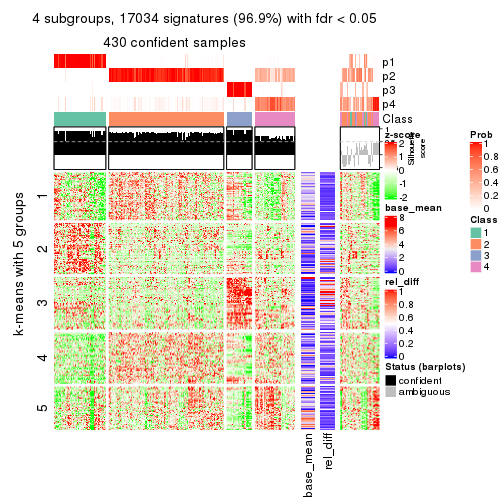 4 subgroups, 17034 signatures (96.9%) with fdr < 0.05
430 confident samples
p1
p2
p3
p4
Class
1
Silhouette
score
z-score
2
1
0
-1
-2
base_mean
8
6
4
2
0
rel_diff
1
0.8
0.6
0.4
0.2
0
Status (barplots)
confident
ambiguous
Prob
1
0.8
0.6
0.4
0.2
0
Class
1
2
3
4
k-means with 5 groups
1
2
3
4
5
base_mean
rel_diff